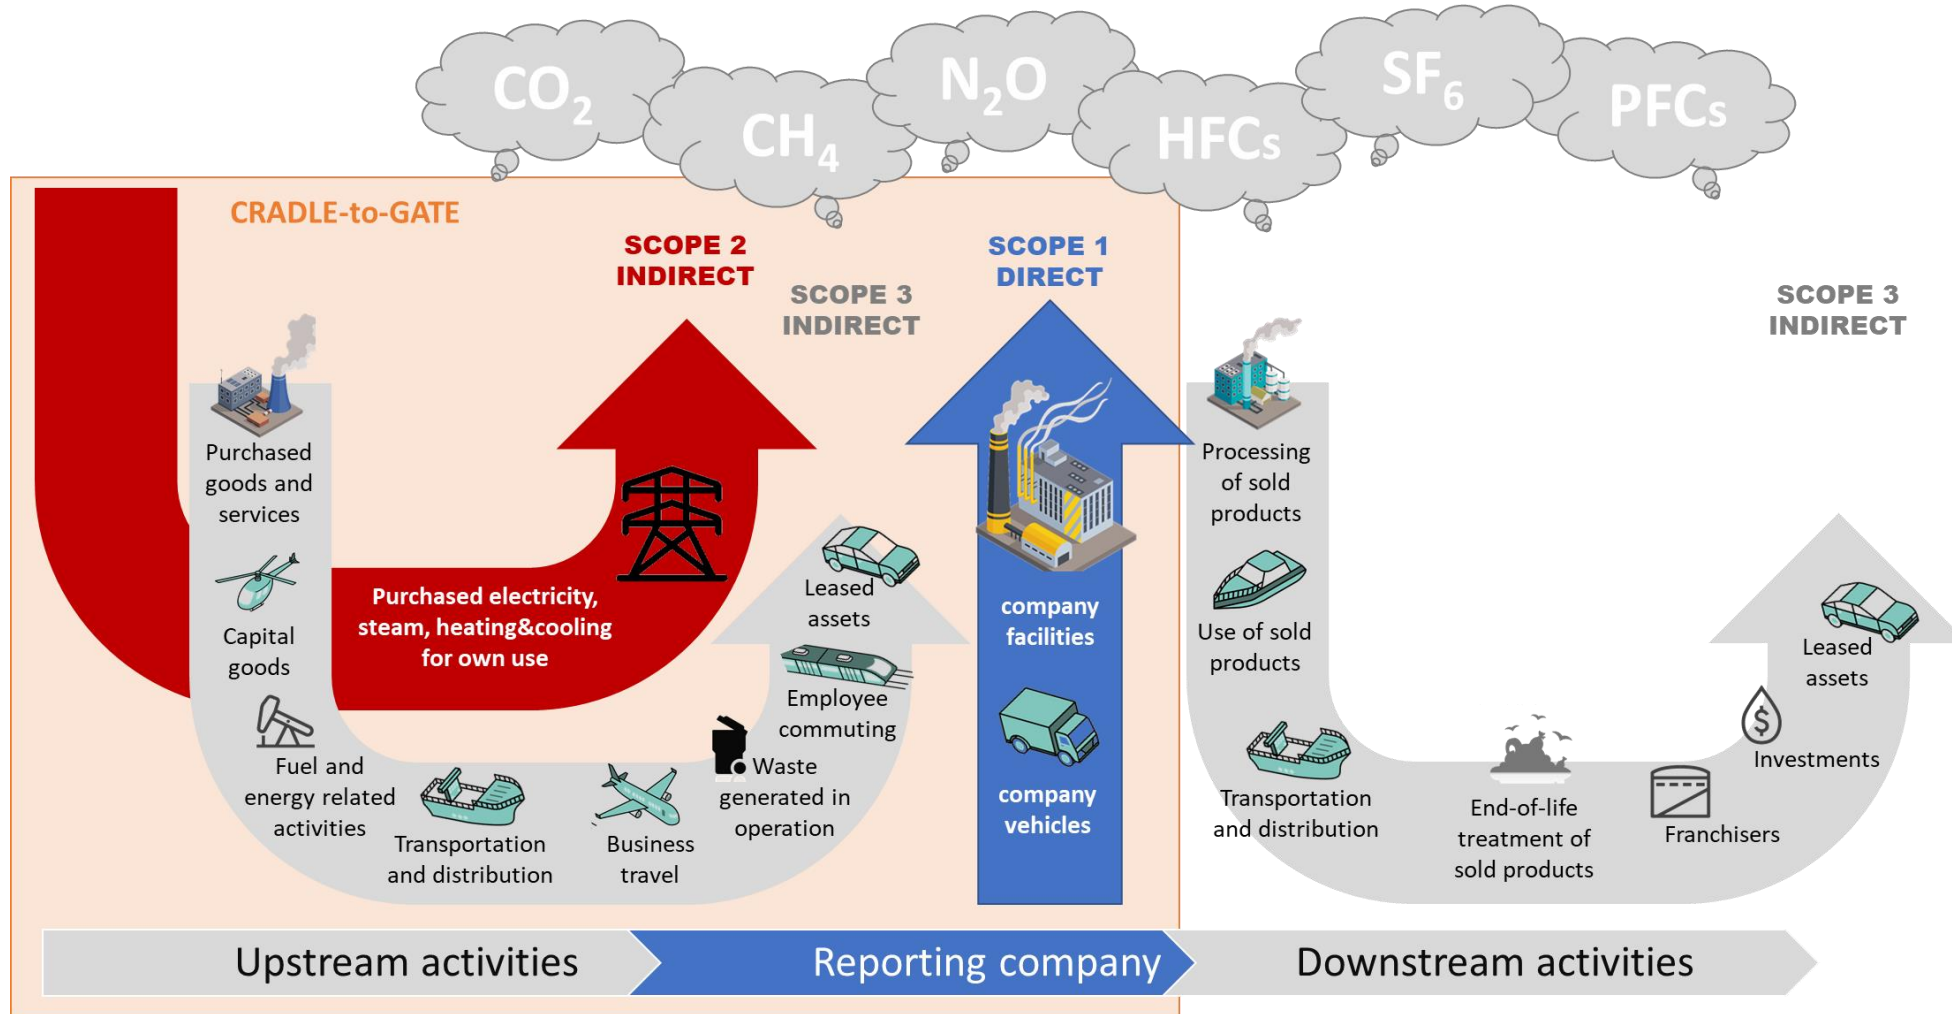 CO₂
CH₄
N₂O
HFCs
SF₆
PFCs
CRADLE-to-GATE
SCOPE 2
INDIRECT
SCOPE 3
INDIRECT
SCOPE 1
DIRECT
SCOPE 3
INDIRECT
Purchased
goods and
services
Capital
goods
Fuel and
energy related
activities
Transportation
and distribution
Business
travel
Waste
generated in
operation
Employee
commuting
Leased
assets
Purchased electricity,
steam, heating&cooling
for own use
company
facilities
company
vehicles
Processing
of sold
products
Use of sold
products
Transportation
and distribution
End-of-life
treatment of
sold products
Franchisers
$
Investments
Leased
assets
Upstream activities
Reporting company
Downstream activities